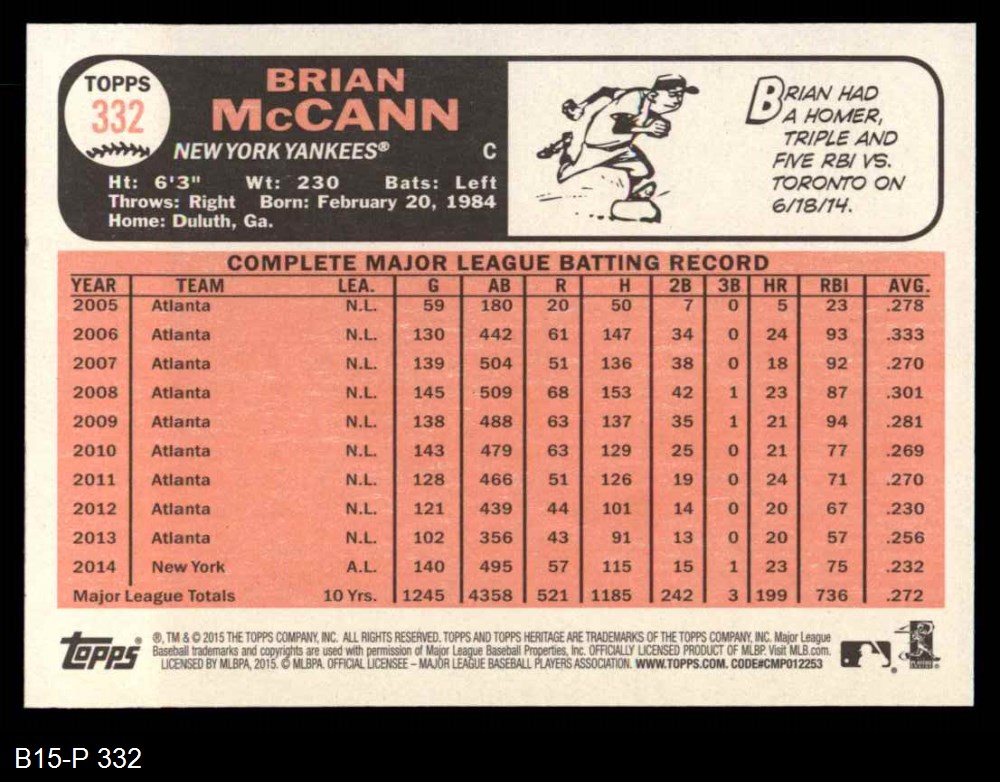 TOPPS
332
BRIAN
McCANN
NEW YORK YANKEES® C
Ht: 6'3" Wt: 230 Bats: Left
Throws: Right Born: February 20, 1984
Home: Duluth, Ga.
BRIAN HAD
A HOMER,
TRIPLE AND
FIVE RBI VS.
TORONTO ON
6/18/14.
COMPLETE MAJOR LEAGUE BATTING RECORD
YEAR TEAM LEA. G AB R H 2B 3B HR RBI AVG.
2005 Atlanta N.L. 59 180 20 50 7 0 5 23 .278
2006 Atlanta N.L. 130 442 61 147 34 0 24 93 .333
2007 Atlanta N.L. 139 504 51 136 38 0 18 92 .270
2008 Atlanta N.L. 145 509 68 153 42 1 23 87 .301
2009 Atlanta N.L. 138 488 63 137 35 1 21 94 .281
2010 Atlanta N.L. 143 479 63 129 25 0 21 77 .269
2011 Atlanta N.L. 128 466 51 126 19 0 24 71 .270
2012 Atlanta N.L. 121 439 44 101 14 0 20 67 .230
2013 Atlanta N.L. 102 356 43 91 13 0 20 57 .256
2014 New York A.L. 140 495 57 115 15 1 23 75 .232
Major League Totals 10 Yrs. 1245 4358 521 1185 242 3 199 736 .272
topps®
®, TM & © 2015 THE TOPPS COMPANY, INC. ALL RIGHTS RESERVED. TOPPS AND TOPPS HERITAGE ARE TRADEMARKS OF THE TOPPS COMPANY, INC. Major League
Baseball trademarks and copyrights are used with permission of Major League Baseball Properties, Inc. OFFICIALLY LICENSED PRODUCT OF MLBP. Visit MLB.com.
LICENSED BY MLBPA, 2015. © MLBPA. OFFICIAL LICENSEE – MAJOR LEAGUE BASEBALL PLAYERS ASSOCIATION. WWW.TOPPS.COM. CODE#CMP012253
B15-P 332